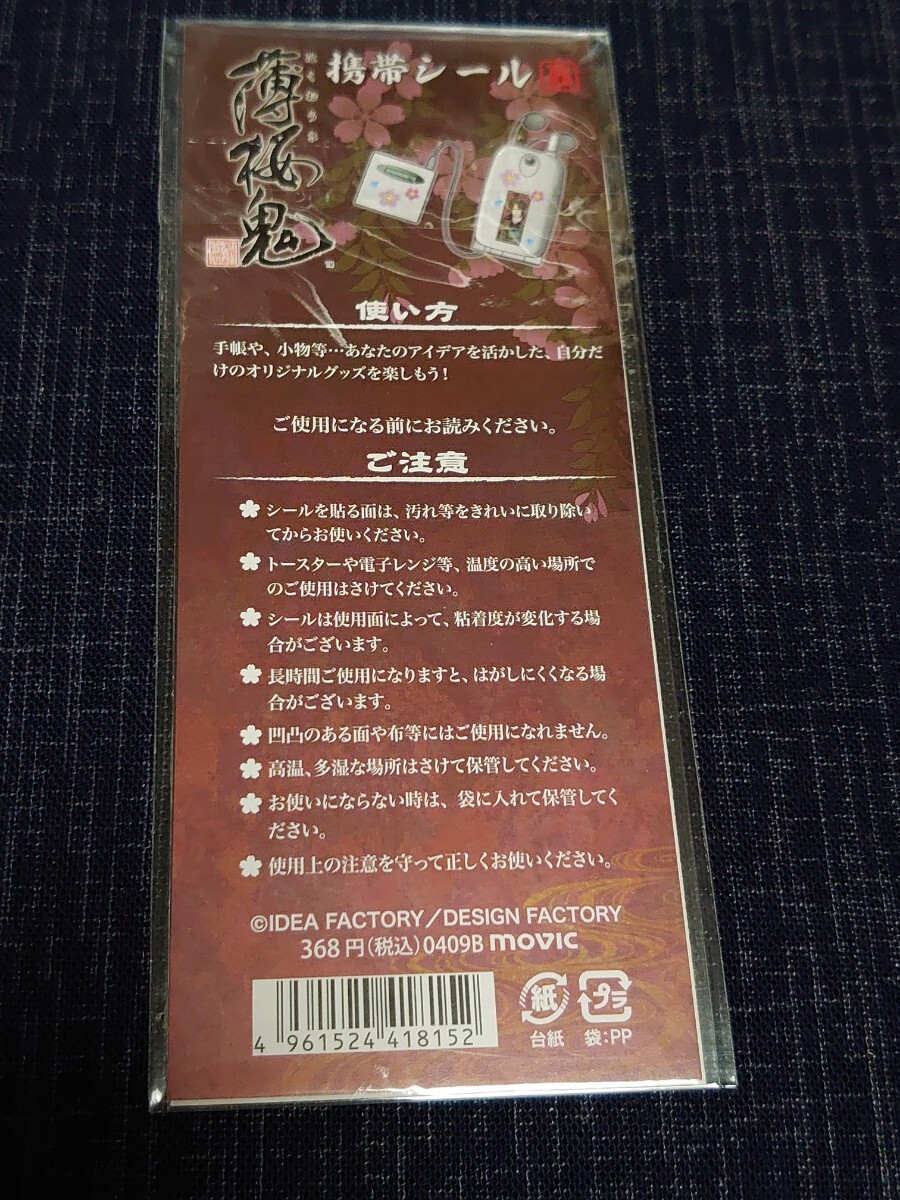 薄桜鬼
はくおうき
携帯シール
TM
使い方
手帳や、小物等…あなたのアイデアを活かした、自分だ
けのオリジナルグッズを楽しもう!
ご使用になる前にお読みください。
ご注意
シールを貼る面は、汚れ等をきれいに取り除い
てからお使いください。
トースターや電子レンジ等、温度の高い場所で
のご使用はさけてください。
シールは使用面によって、粘着度が変化する場
合がございます。
長時間ご使用になりますと、はがしにくくなる場
合がございます。
凹凸のある面や布等にはご使用になれません。
高温、多湿な場所はさけて保管してください。
お使いにならない時は、袋に入れて保管してく
ださい。
使用上の注意を守って正しくお使いください。
©IDEA FACTORY/DESIGN FACTORY
368円(税込)0409B movic
4 961524 418152
紙 プラ
台紙 袋:PP